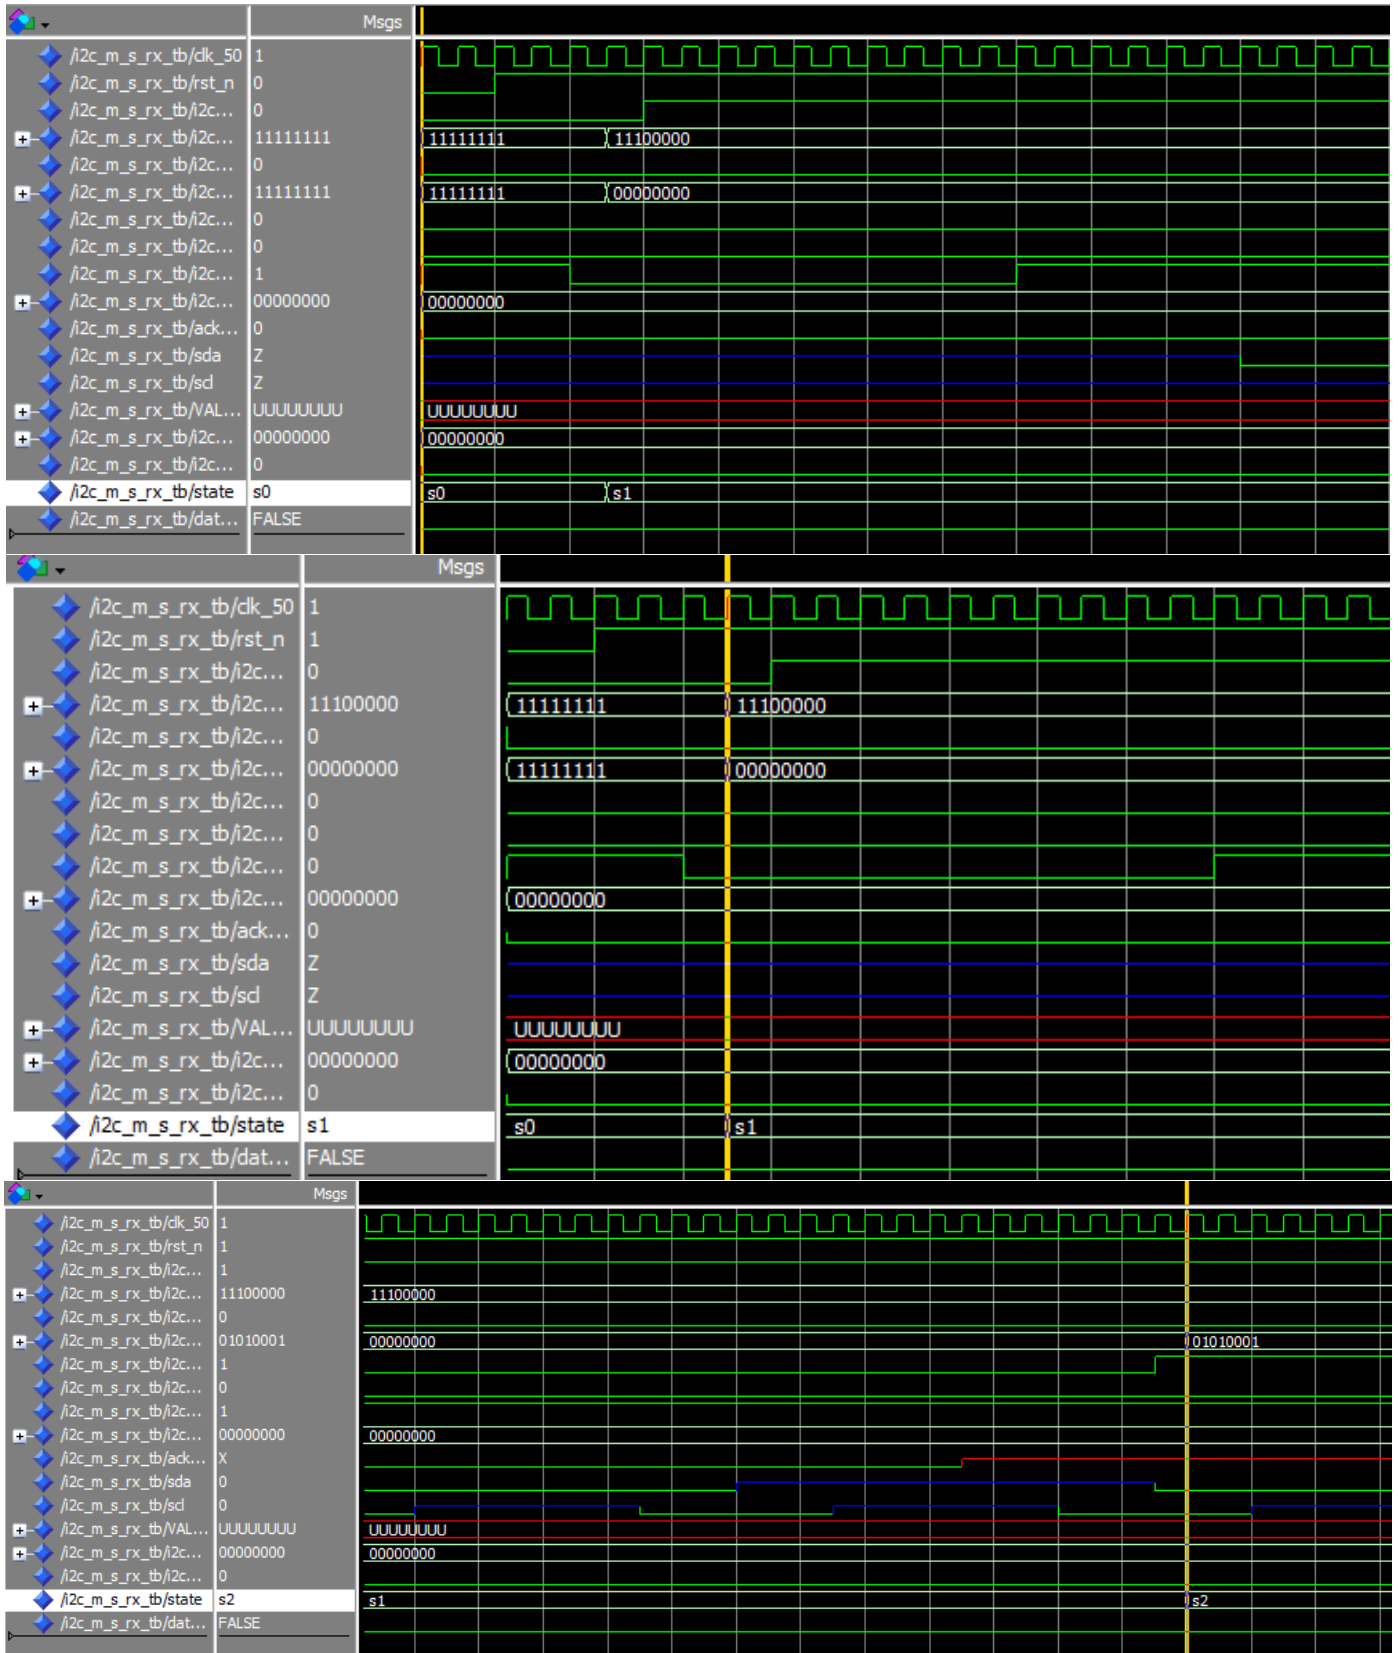 Msgs
/i2c_m_s_rx_tb/clk_50 1
/i2c_m_s_rx_tb/rst_n 0
/i2c_m_s_rx_tb/i2c... 0
/i2c_m_s_rx_tb/i2c... 11111111 11111111 11100000
/i2c_m_s_rx_tb/i2c... 0
/i2c_m_s_rx_tb/i2c... 11111111 11111111 00000000
/i2c_m_s_rx_tb/i2c... 0
/i2c_m_s_rx_tb/i2c... 0
/i2c_m_s_rx_tb/i2c... 1
/i2c_m_s_rx_tb/i2c... 00000000 00000000
/i2c_m_s_rx_tb/ack... 0
/i2c_m_s_rx_tb/sda Z
/i2c_m_s_rx_tb/scl Z
/i2c_m_s_rx_tb/VAL... UUUUUUUU UUUUUUUU
/i2c_m_s_rx_tb/i2c... 00000000 00000000
/i2c_m_s_rx_tb/i2c... 0
/i2c_m_s_rx_tb/state s0 s0 s1
/i2c_m_s_rx_tb/dat... FALSE
Msgs
/i2c_m_s_rx_tb/clk_50 1
/i2c_m_s_rx_tb/rst_n 1
/i2c_m_s_rx_tb/i2c... 0
/i2c_m_s_rx_tb/i2c... 11100000 11111111 11100000
/i2c_m_s_rx_tb/i2c... 0
/i2c_m_s_rx_tb/i2c... 00000000 11111111 00000000
/i2c_m_s_rx_tb/i2c... 0
/i2c_m_s_rx_tb/i2c... 0
/i2c_m_s_rx_tb/i2c... 0
/i2c_m_s_rx_tb/i2c... 00000000 00000000
/i2c_m_s_rx_tb/ack... 0
/i2c_m_s_rx_tb/sda Z
/i2c_m_s_rx_tb/scl Z
/i2c_m_s_rx_tb/VAL... UUUUUUUU UUUUUUUU
/i2c_m_s_rx_tb/i2c... 00000000 00000000
/i2c_m_s_rx_tb/i2c... 0
/i2c_m_s_rx_tb/state s1 s0 s1
/i2c_m_s_rx_tb/dat... FALSE
Msgs
/i2c_m_s_rx_tb/clk_50 1
/i2c_m_s_rx_tb/rst_n 1
/i2c_m_s_rx_tb/i2c... 1
/i2c_m_s_rx_tb/i2c... 11100000 11100000
/i2c_m_s_rx_tb/i2c... 0
/i2c_m_s_rx_tb/i2c... 01010001 00000000 01010001
/i2c_m_s_rx_tb/i2c... 1
/i2c_m_s_rx_tb/i2c... 0
/i2c_m_s_rx_tb/i2c... 1
/i2c_m_s_rx_tb/i2c... 00000000 00000000
/i2c_m_s_rx_tb/ack... X
/i2c_m_s_rx_tb/sda 0
/i2c_m_s_rx_tb/scl 0
/i2c_m_s_rx_tb/VAL... UUUUUUUU UUUUUUUU
/i2c_m_s_rx_tb/i2c... 00000000 00000000
/i2c_m_s_rx_tb/i2c... 0
/i2c_m_s_rx_tb/state s2 s1 s2
/i2c_m_s_rx_tb/dat... FALSE